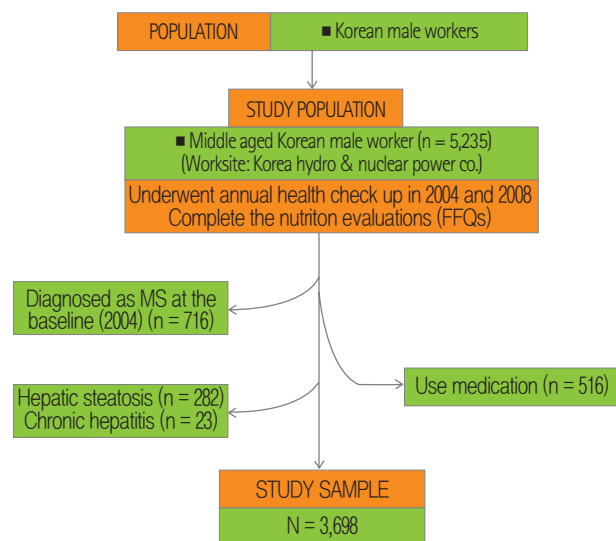 POPULATION
■ Korean male workers
STUDY POPULATION
■ Middle aged Korean male worker (n = 5,235)
(Worksite: Korea hydro & nuclear power co.)
Underwent annual health check up in 2004 and 2008
Complete the nutriton evaluations (FFQs)
Diagnosed as MS at the
baseline (2004) (n = 716)
Use medication (n = 516)
Hepatic steatosis (n = 282)
Chronic hepatitis (n = 23)
STUDY SAMPLE
N = 3,698